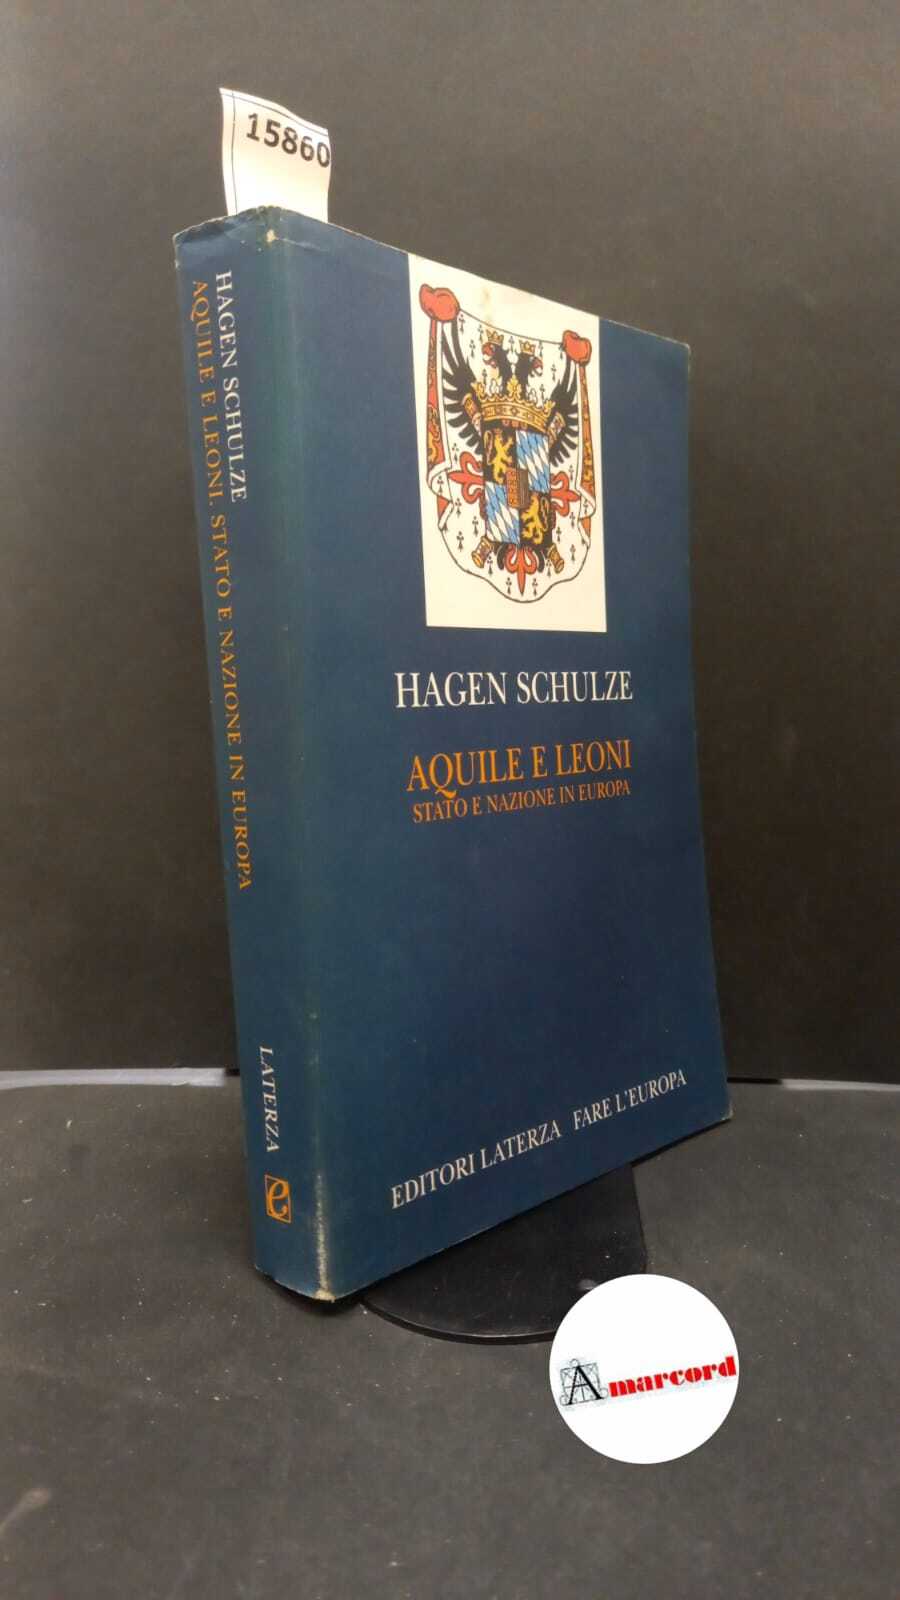 15860
HAGEN SCHULZE
AQUILE E LEONI. STATO E NAZIONE IN EUROPA
LATERZA
e
HAGEN SCHULZE
AQUILE E LEONI
STATO E NAZIONE IN EUROPA
EDITORI LATERZA FARE L'EUROPA
Amarcord